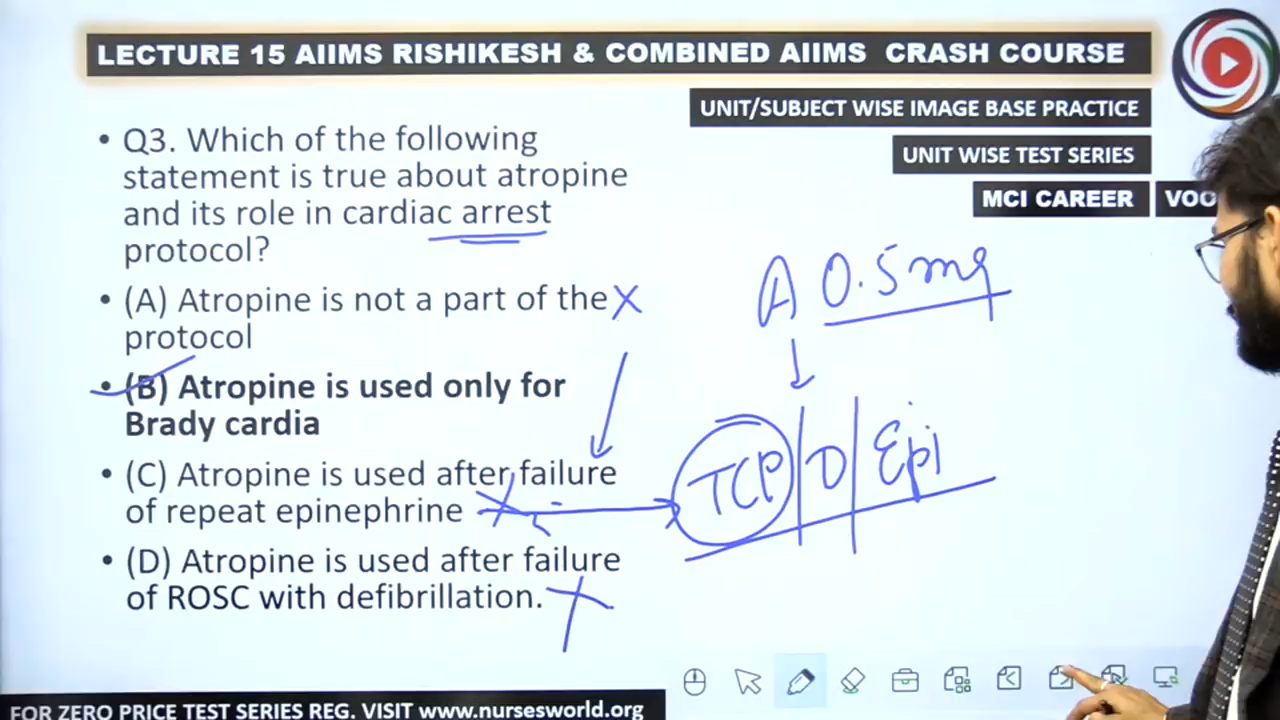 LECTURE 15 AIIMS RISHIKESH & COMBINED AIIMS CRASH COURSE
UNIT/SUBJECT WISE IMAGE BASE PRACTICE
UNIT WISE TEST SERIES
MCI CAREER
VOO
• Q3. Which of the following
statement is true about atropine
and its role in cardiac arrest
protocol?
• (A) Atropine is not a part of the
protocol
• (B) Atropine is used only for
Brady cardia
• (C) Atropine is used after failure
of repeat epinephrine
• (D) Atropine is used after failure
of ROSC with defibrillation.
A 0.5 mg
TCP D Epi
FOR ZERO PRICE TEST SERIES REG. VISIT www.nursesworld.org